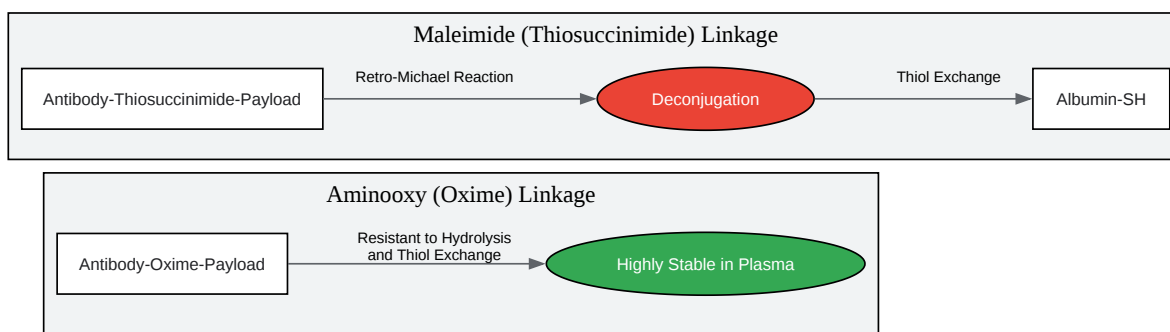 Maleimide (Thiosuccinimide) Linkage
Antibody-Thiosuccinimide-Payload
Retro-Michael Reaction
Deconjugation
Thiol Exchange
Albumin-SH
Aminooxy (Oxime) Linkage
Antibody-Oxime-Payload
Resistant to Hydrolysis
and Thiol Exchange
Highly Stable in Plasma